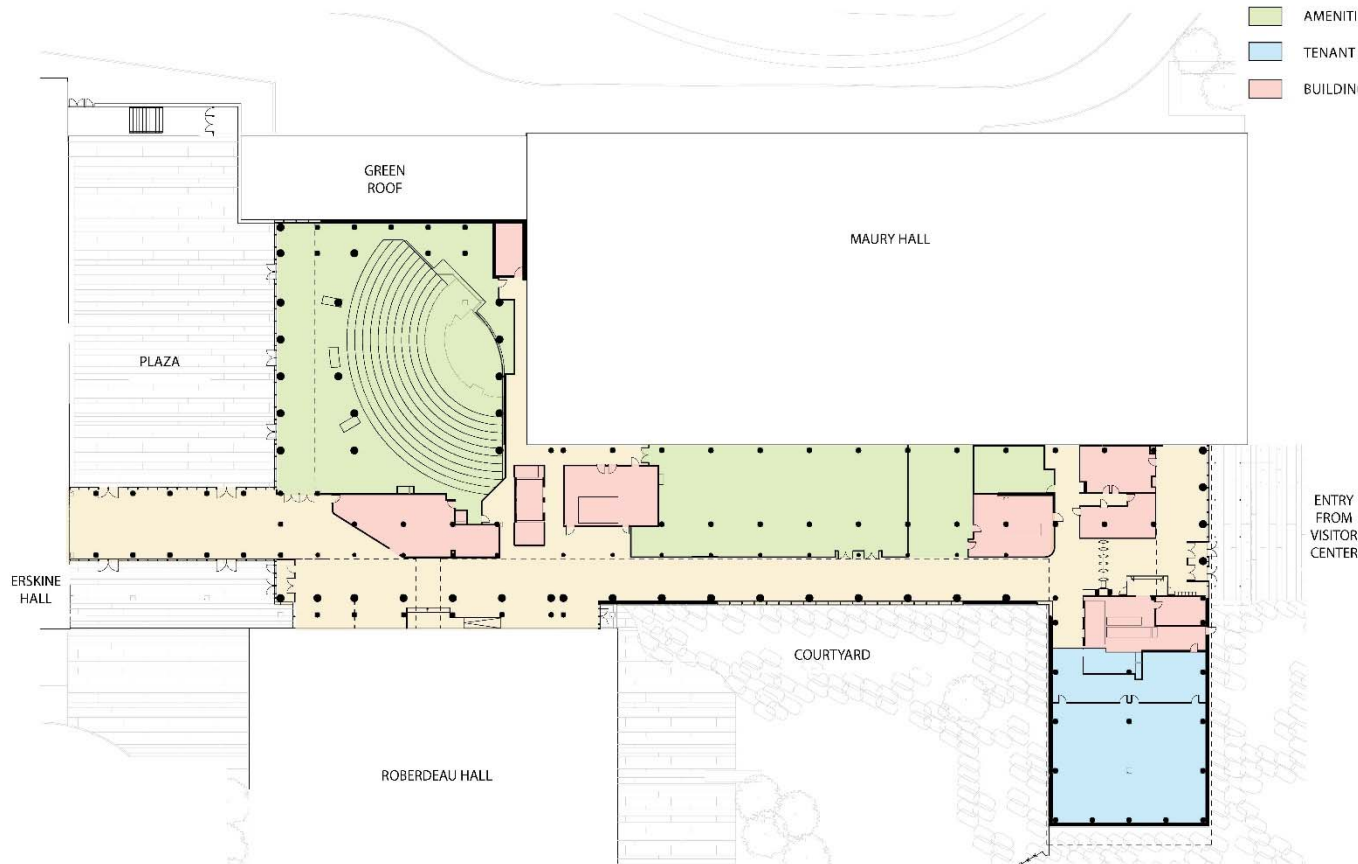 AMENITI
TENANT
BUILDIN
GREEN
ROOF
MAURY HALL
PLAZA
ENTRY
FROM
VISITOR
CENTER
ERSKINE
HALL
COURTYARD
ROBERDEAU HALL